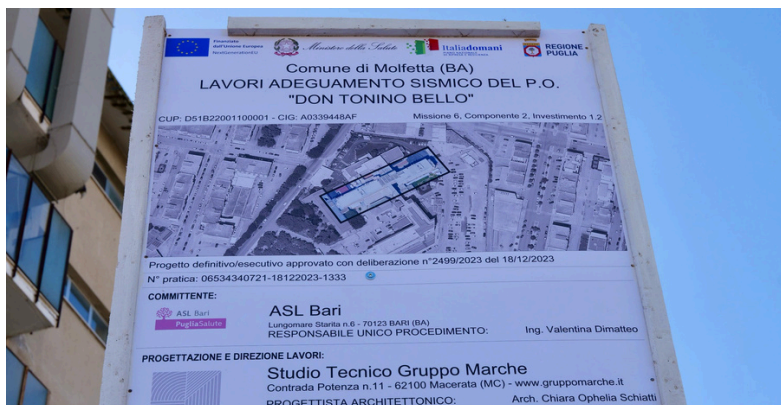 Finanziato
dall'Unione Europea
NextGenerationEU
Ministero della Salute
Italiadomani
REGIONE
PUGLIA
Comune di Molfetta (BA)
LAVORI ADEGUAMENTO SISMICO DEL P.O.
"DON TONINO BELLO"
CUP: D51B22001100001 - CIG: A0339448AF Missione 6, Componente 2, Investimento 1.2
Progetto definitivo/esecutivo approvato con deliberazione n°2499/2023 del 18/12/2023
N° pratica: 06534340721-18122023-1333
COMMITTENTE:
ASL Bari
PugliaSalute
ASL Bari
Lungomare Starita n.6 - 70123 BARI (BA)
RESPONSABILE UNICO PROCEDIMENTO: Ing. Valentina Dimatteo
PROGETTAZIONE E DIREZIONE LAVORI:
Studio Tecnico Gruppo Marche
Contrada Potenza n.11 - 62100 Macerata (MC) - www.gruppomarche.it
PROGETTISTA ARCHITETTONICO: Arch. Chiara Ophelia Schiatti